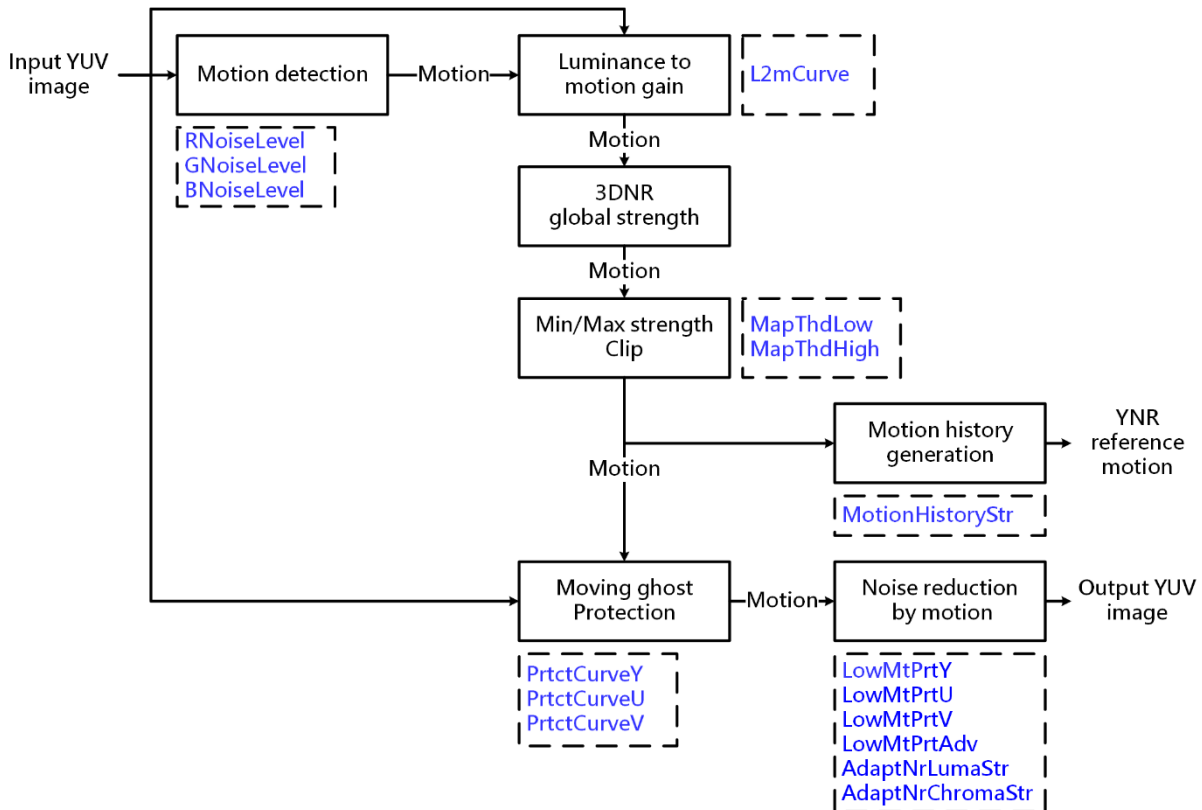 Input YUV
image
Motion detection
Motion
Luminance to
motion gain
L2mCurve
RNoiseLevel
GNoiseLevel
BNoiseLevel
Motion
3DNR
global strength
Motion
Min/Max strength
Clip
MapThdLow
MapThdHigh
Motion
Motion history
generation
YNR
reference
motion
MotionHistoryStr
Moving ghost
Protection
Motion
Noise reduction
by motion
Output YUV
image
PrtctCurveY
PrtctCurveU
PrtctCurveV
LowMtPrtY
LowMtPrtU
LowMtPrtV
LowMtPrtAdv
AdaptNrLumaStr
AdaptNrChromaStr